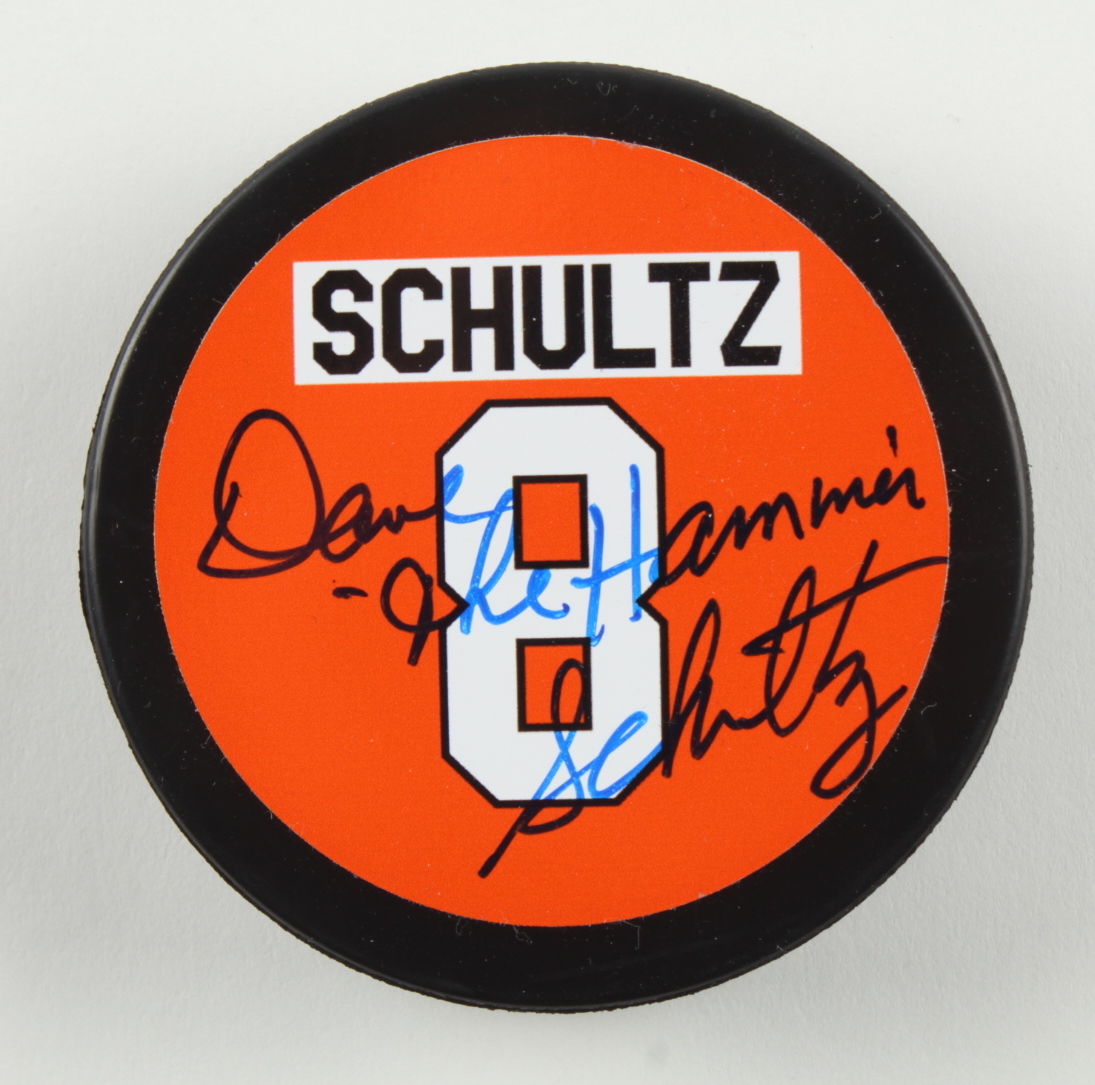 SCHULTZ
8
Dave
-The Hammer
Schultz